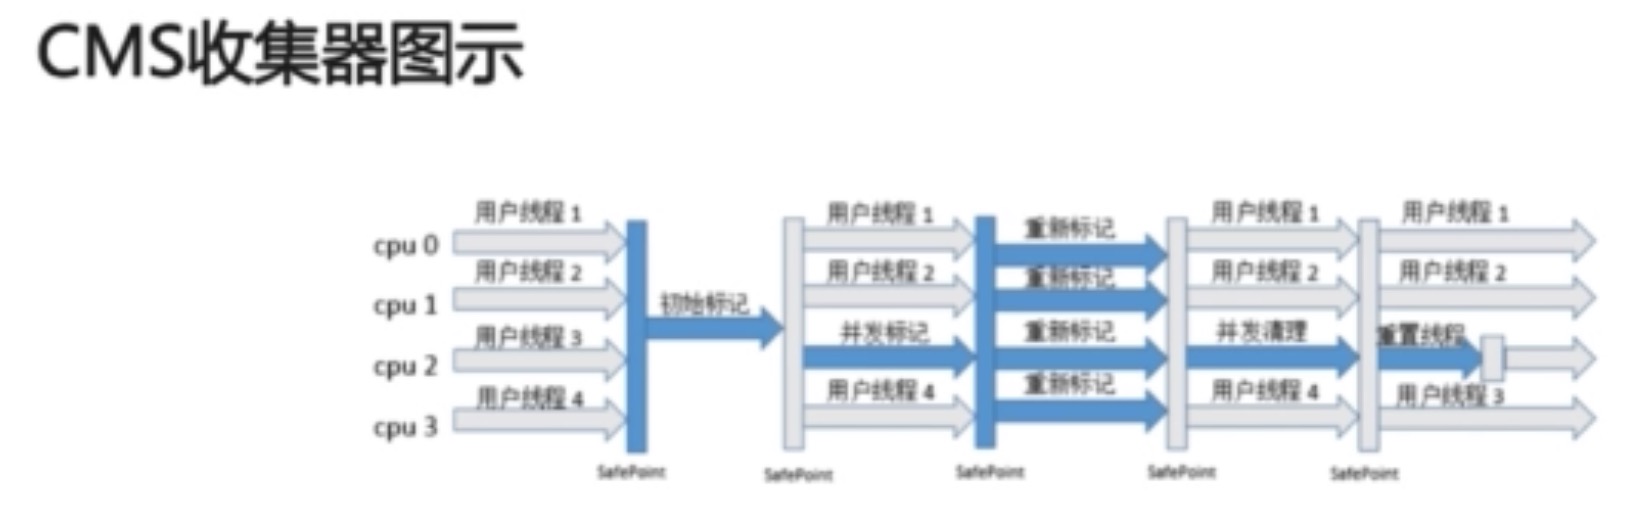 CMS收集器图示
用户线程 1 用户线程 1 用户线程 1 用户线程 1
重新标记
cpu 0
用户线程 2 用户线程 2 重新标记 用户线程 2 用户线程 2
cpu 1 初始标记
用户线程 3 并发标记 重新标记 并发清理 重置线程
cpu 2
用户线程 4 用户线程 4 重新标记 用户线程 4 用户线程 3
cpu 3
SafePoint SafePoint SafePoint SafePoint SafePoint